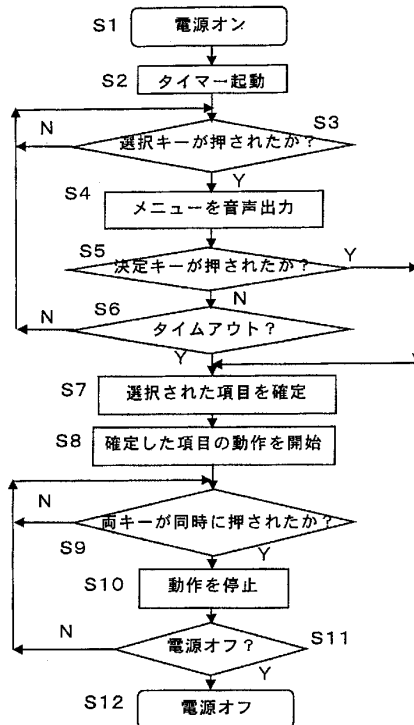 S1 電源オン
S2 タイマー起動
N
S3
選択キーが押されたか？
S4
Y
メニューを音声出力
S5
決定キーが押されたか？
Y
S6
N
N
タイムアウト？
Y
S7 選択された項目を確定
S8 確定した項目の動作を開始
N
両キーが同時に押されたか？
S9
Y
S10 動作を停止
N
電源オフ？
S11
Y
S12 電源オフ